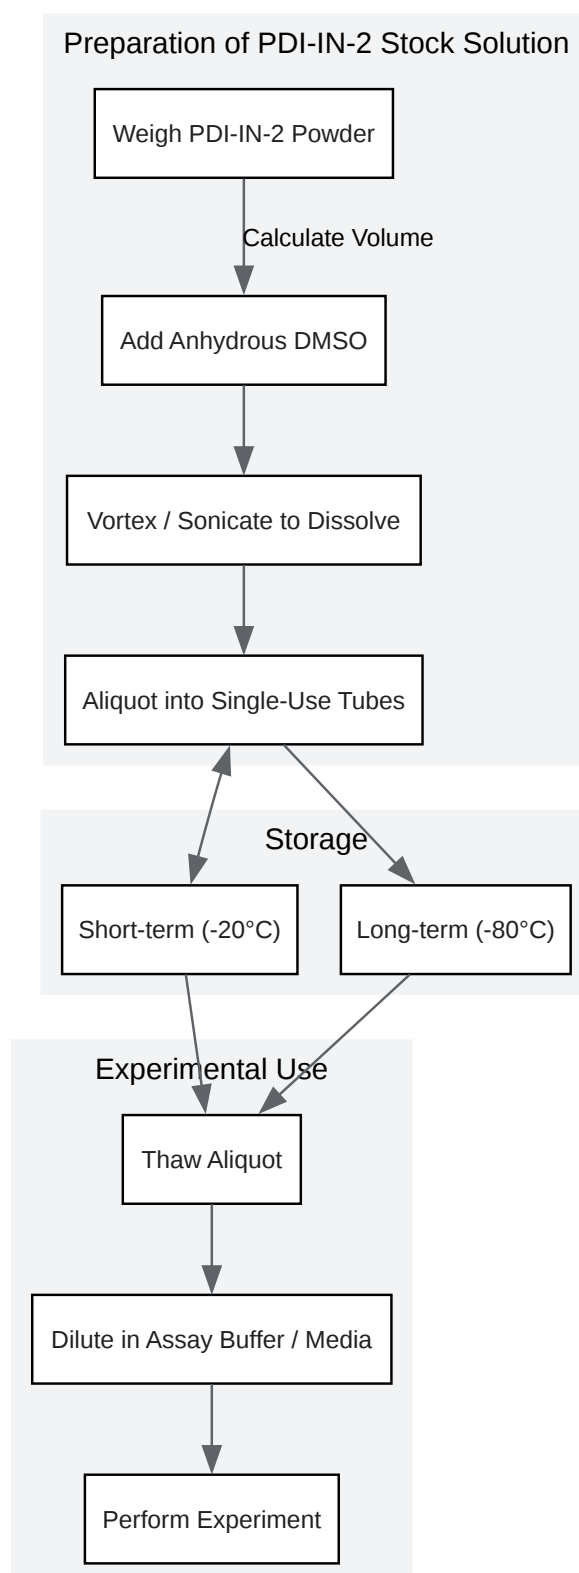 Preparation of PDI-IN-2 Stock Solution
Weigh PDI-IN-2 Powder
Calculate Volume
Add Anhydrous DMSO
Vortex / Sonicate to Dissolve
Aliquot into Single-Use Tubes
Storage
Short-term (-20°C)
Long-term (-80°C)
Experimental Use
Thaw Aliquot
Dilute in Assay Buffer / Media
Perform Experiment